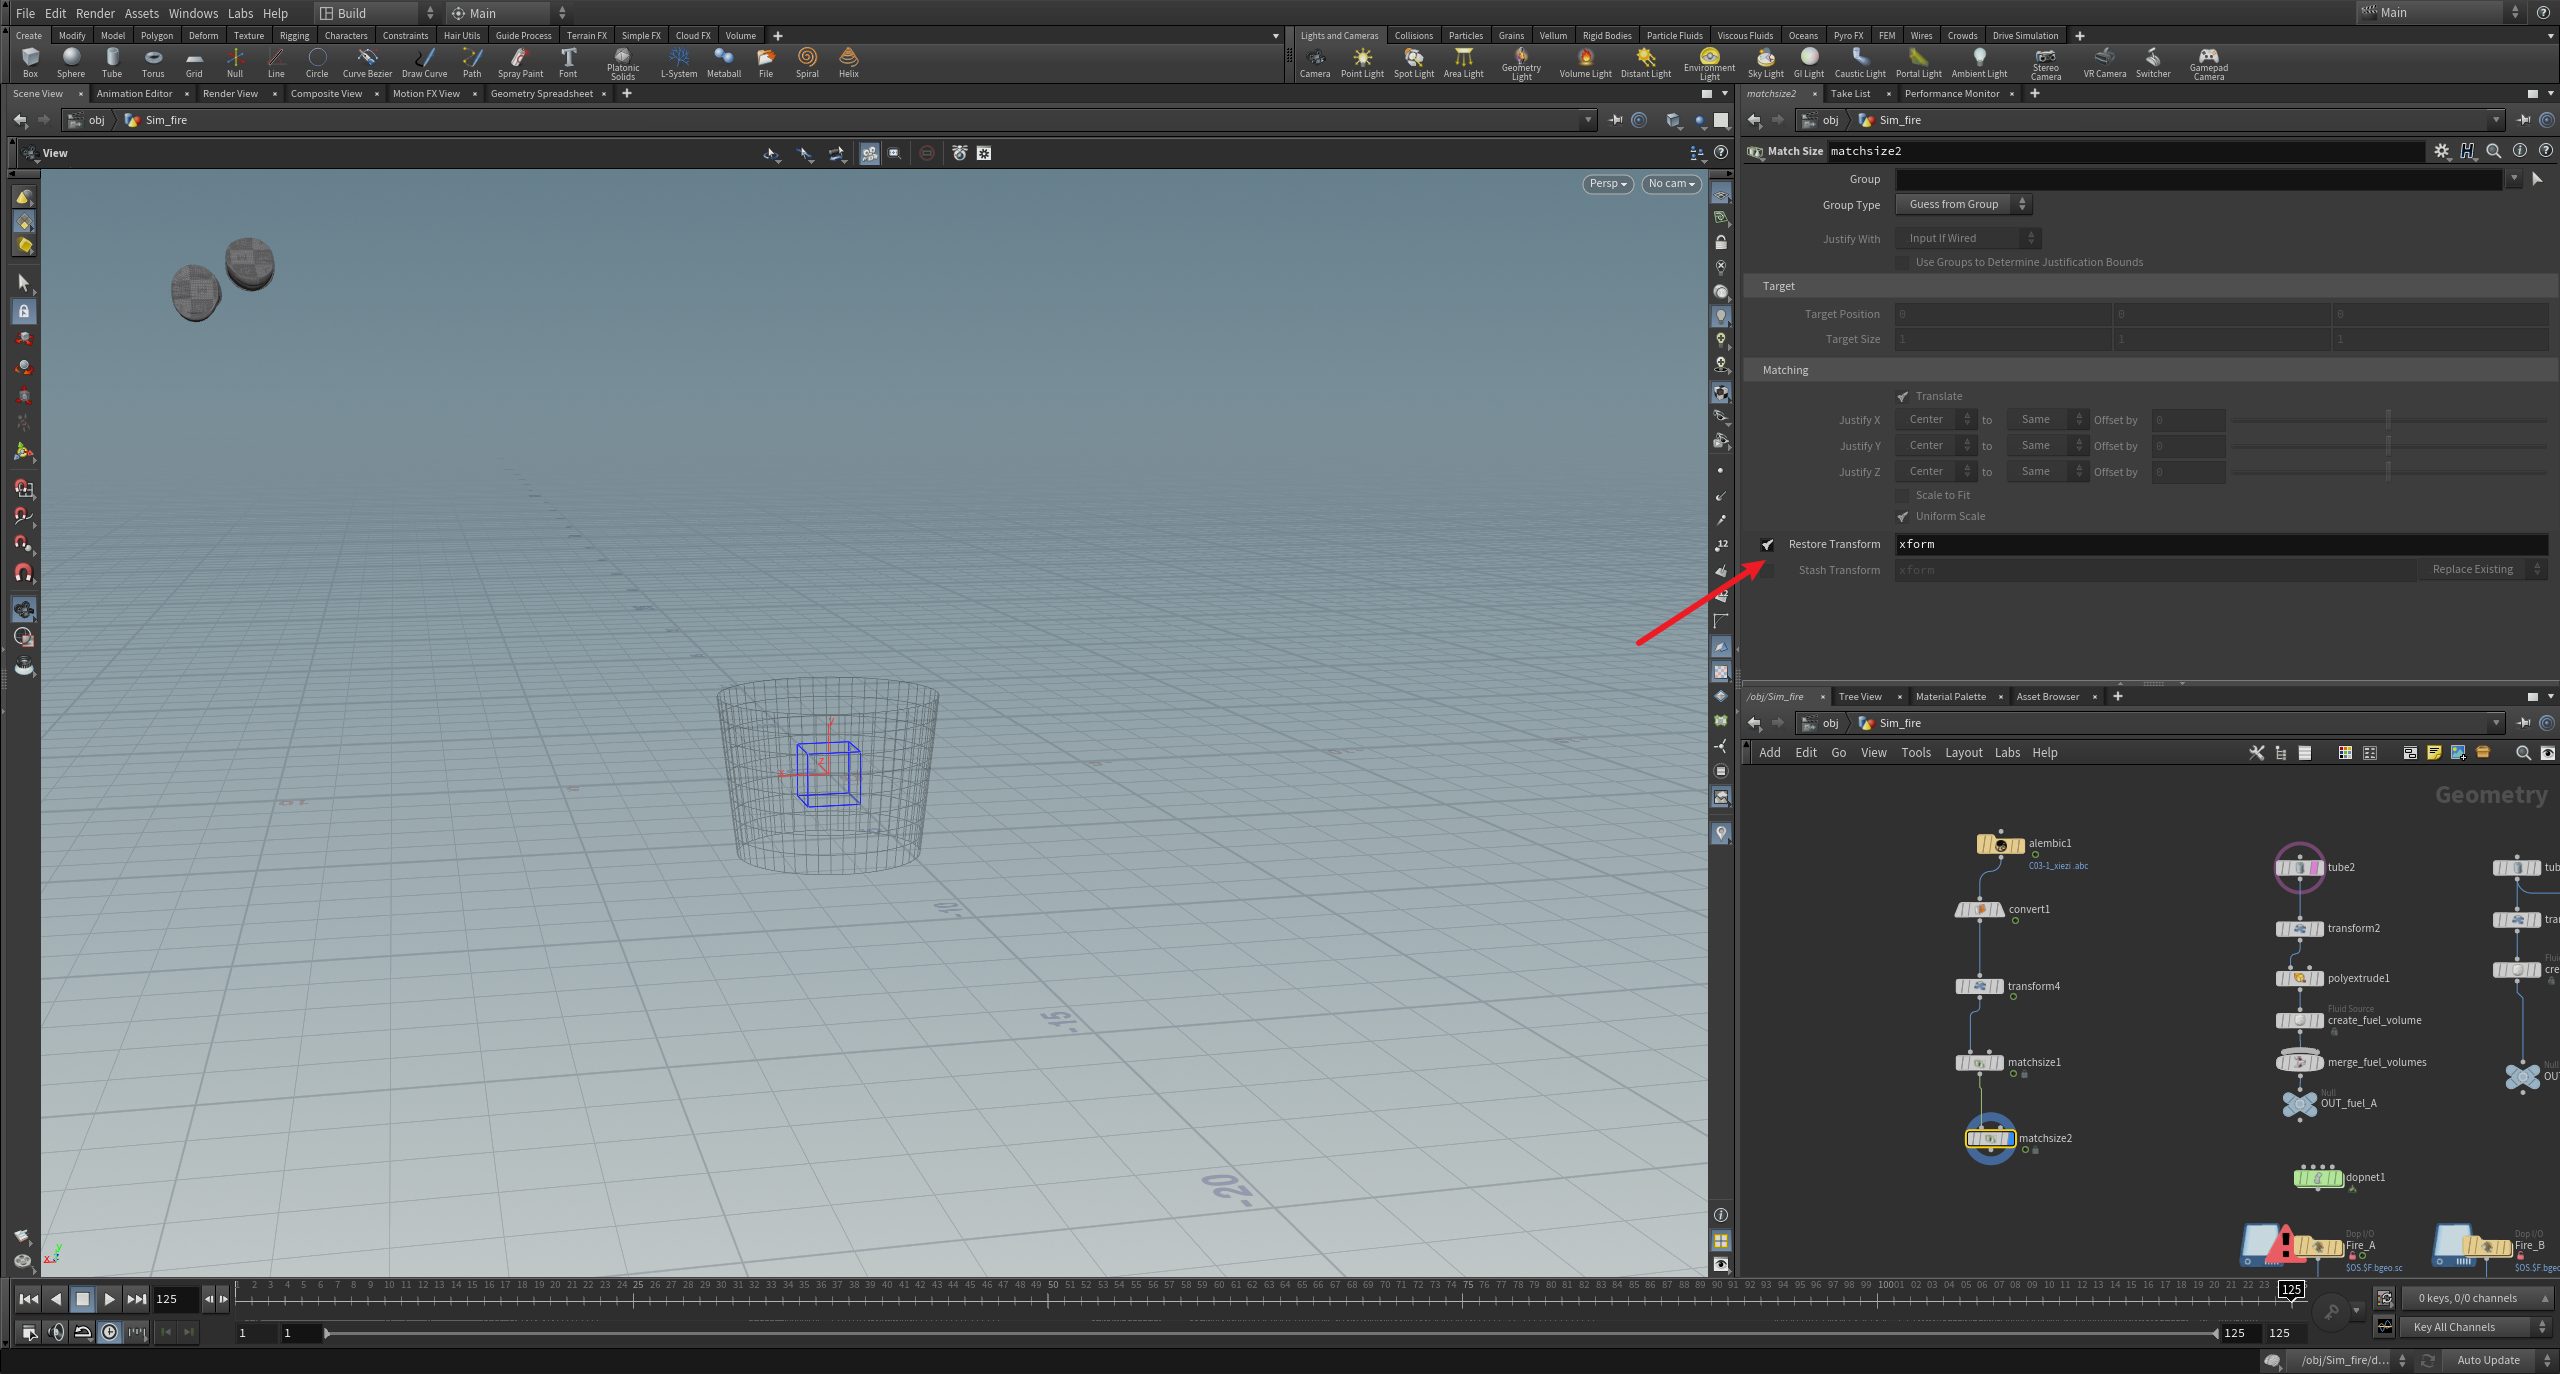 File Edit Render Assets Windows Labs Help Build Main Main
Create Modify Model Polygon Deform Texture Rigging Characters Constraints Hair Utils Guide Process Terrain FX Simple FX Cloud FX Volume
Lights and Cameras Collisions Particles Grains Vellum Rigid Bodies Particle Fluids Viscous Fluids Oceans Pyro FX FEM Wires Crowds Drive Simulation
Box Sphere Tube Torus Grid Null Line Circle Curve Bezier Draw Curve Path Spray Paint Font Platonic Solids L-System Metaball File Spiral Helix
Camera Point Light Spot Light Area Light Geometry Light Volume Light Distant Light Environment Light Sky Light GI Light Caustic Light Portal Light Ambient Light Stereo Camera VR Camera Switcher Gamepad Camera
Scene View Animation Editor Render View Composite View Motion FX View Geometry Spreadsheet
matchsize2 Take List Performance Monitor
obj Sim_fire
obj Sim_fire
View
Persp No cam
Match Size matchsize2
Group
Group Type Guess from Group
Justify With Input If Wired
Use Groups to Determine Justification Bounds
Target
Target Position 0 0 0
Target Size 1 1 1
Matching
Translate
Justify X Center to Same Offset by 0
Justify Y Center to Same Offset by 0
Justify Z Center to Same Offset by 0
Scale to Fit
Uniform Scale
Restore Transform xform
Stash Transform xform Replace Existing
/obj/Sim_fire Tree View Material Palette Asset Browser
obj Sim_fire
Add Edit Go View Tools Layout Labs Help
Geometry
alembic1
C03-1_xiezi.abc
convert1
transform4
matchsize1
matchsize2
tube2
transform2
polyextrude1
Fluid Source
create_fuel_volume
merge_fuel_volumes
Null
OUT_fuel_A
dopnet1
Dop I/O
Fire_A
$OS.$F.bgeo.sc
Dop I/O
Fire_B
$OS.$F.bgeo
-15
-20
125
1 1 125 125
125
0 keys, 0/0 channels
Key All Channels
/obj/Sim_fire/d... Auto Update